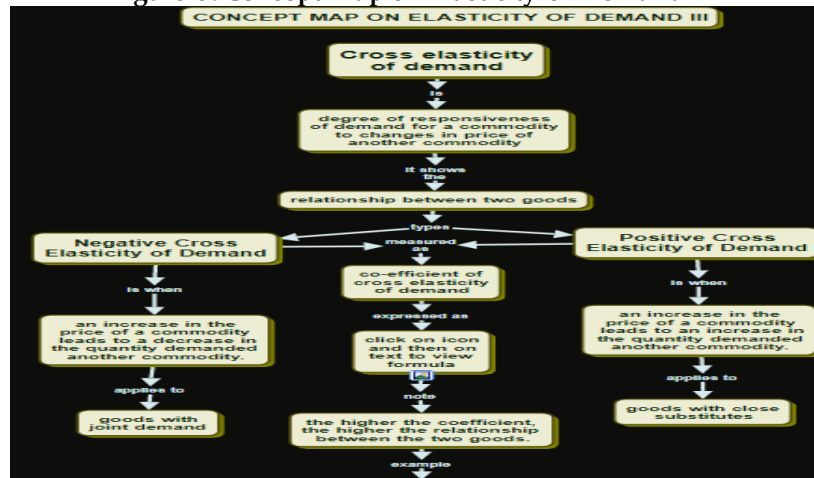 CONCEPT MAP ON ELASTICITY OF DEMAND III
Cross elasticity
of demand
is
degree of responsiveness
of demand for a commodity
to changes in price of
another commodity
it shows
the
relationship between two goods
types
Negative Cross
Elasticity of Demand
measured
as
Positive Cross
Elasticity of Demand
is when
co-efficient of
cross elasticity
of demand
is when
an increase in the
price of a commodity
leads to a decrease in
the quantity demanded
another commodity.
expressed as
click on icon
and then on
text to view
formula
an increase in the
price of a commodity
leads to an increase in
the quantity demanded
another commodity.
applies to
note
applies to
goods with
joint demand
the higher the coefficient,
the higher the relationship
between the two goods.
goods with close
substitutes
example